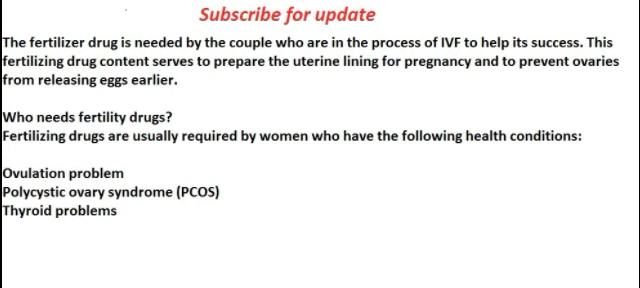 Subscribe for update
The fertilizer drug is needed by the couple who are in the process of IVF to help its success. This
fertilizing drug content serves to prepare the uterine lining for pregnancy and to prevent ovaries
from releasing eggs earlier.
Who needs fertility drugs?
Fertilizing drugs are usually required by women who have the following health conditions:
Ovulation problem
Polycystic ovary syndrome (PCOS)
Thyroid problems